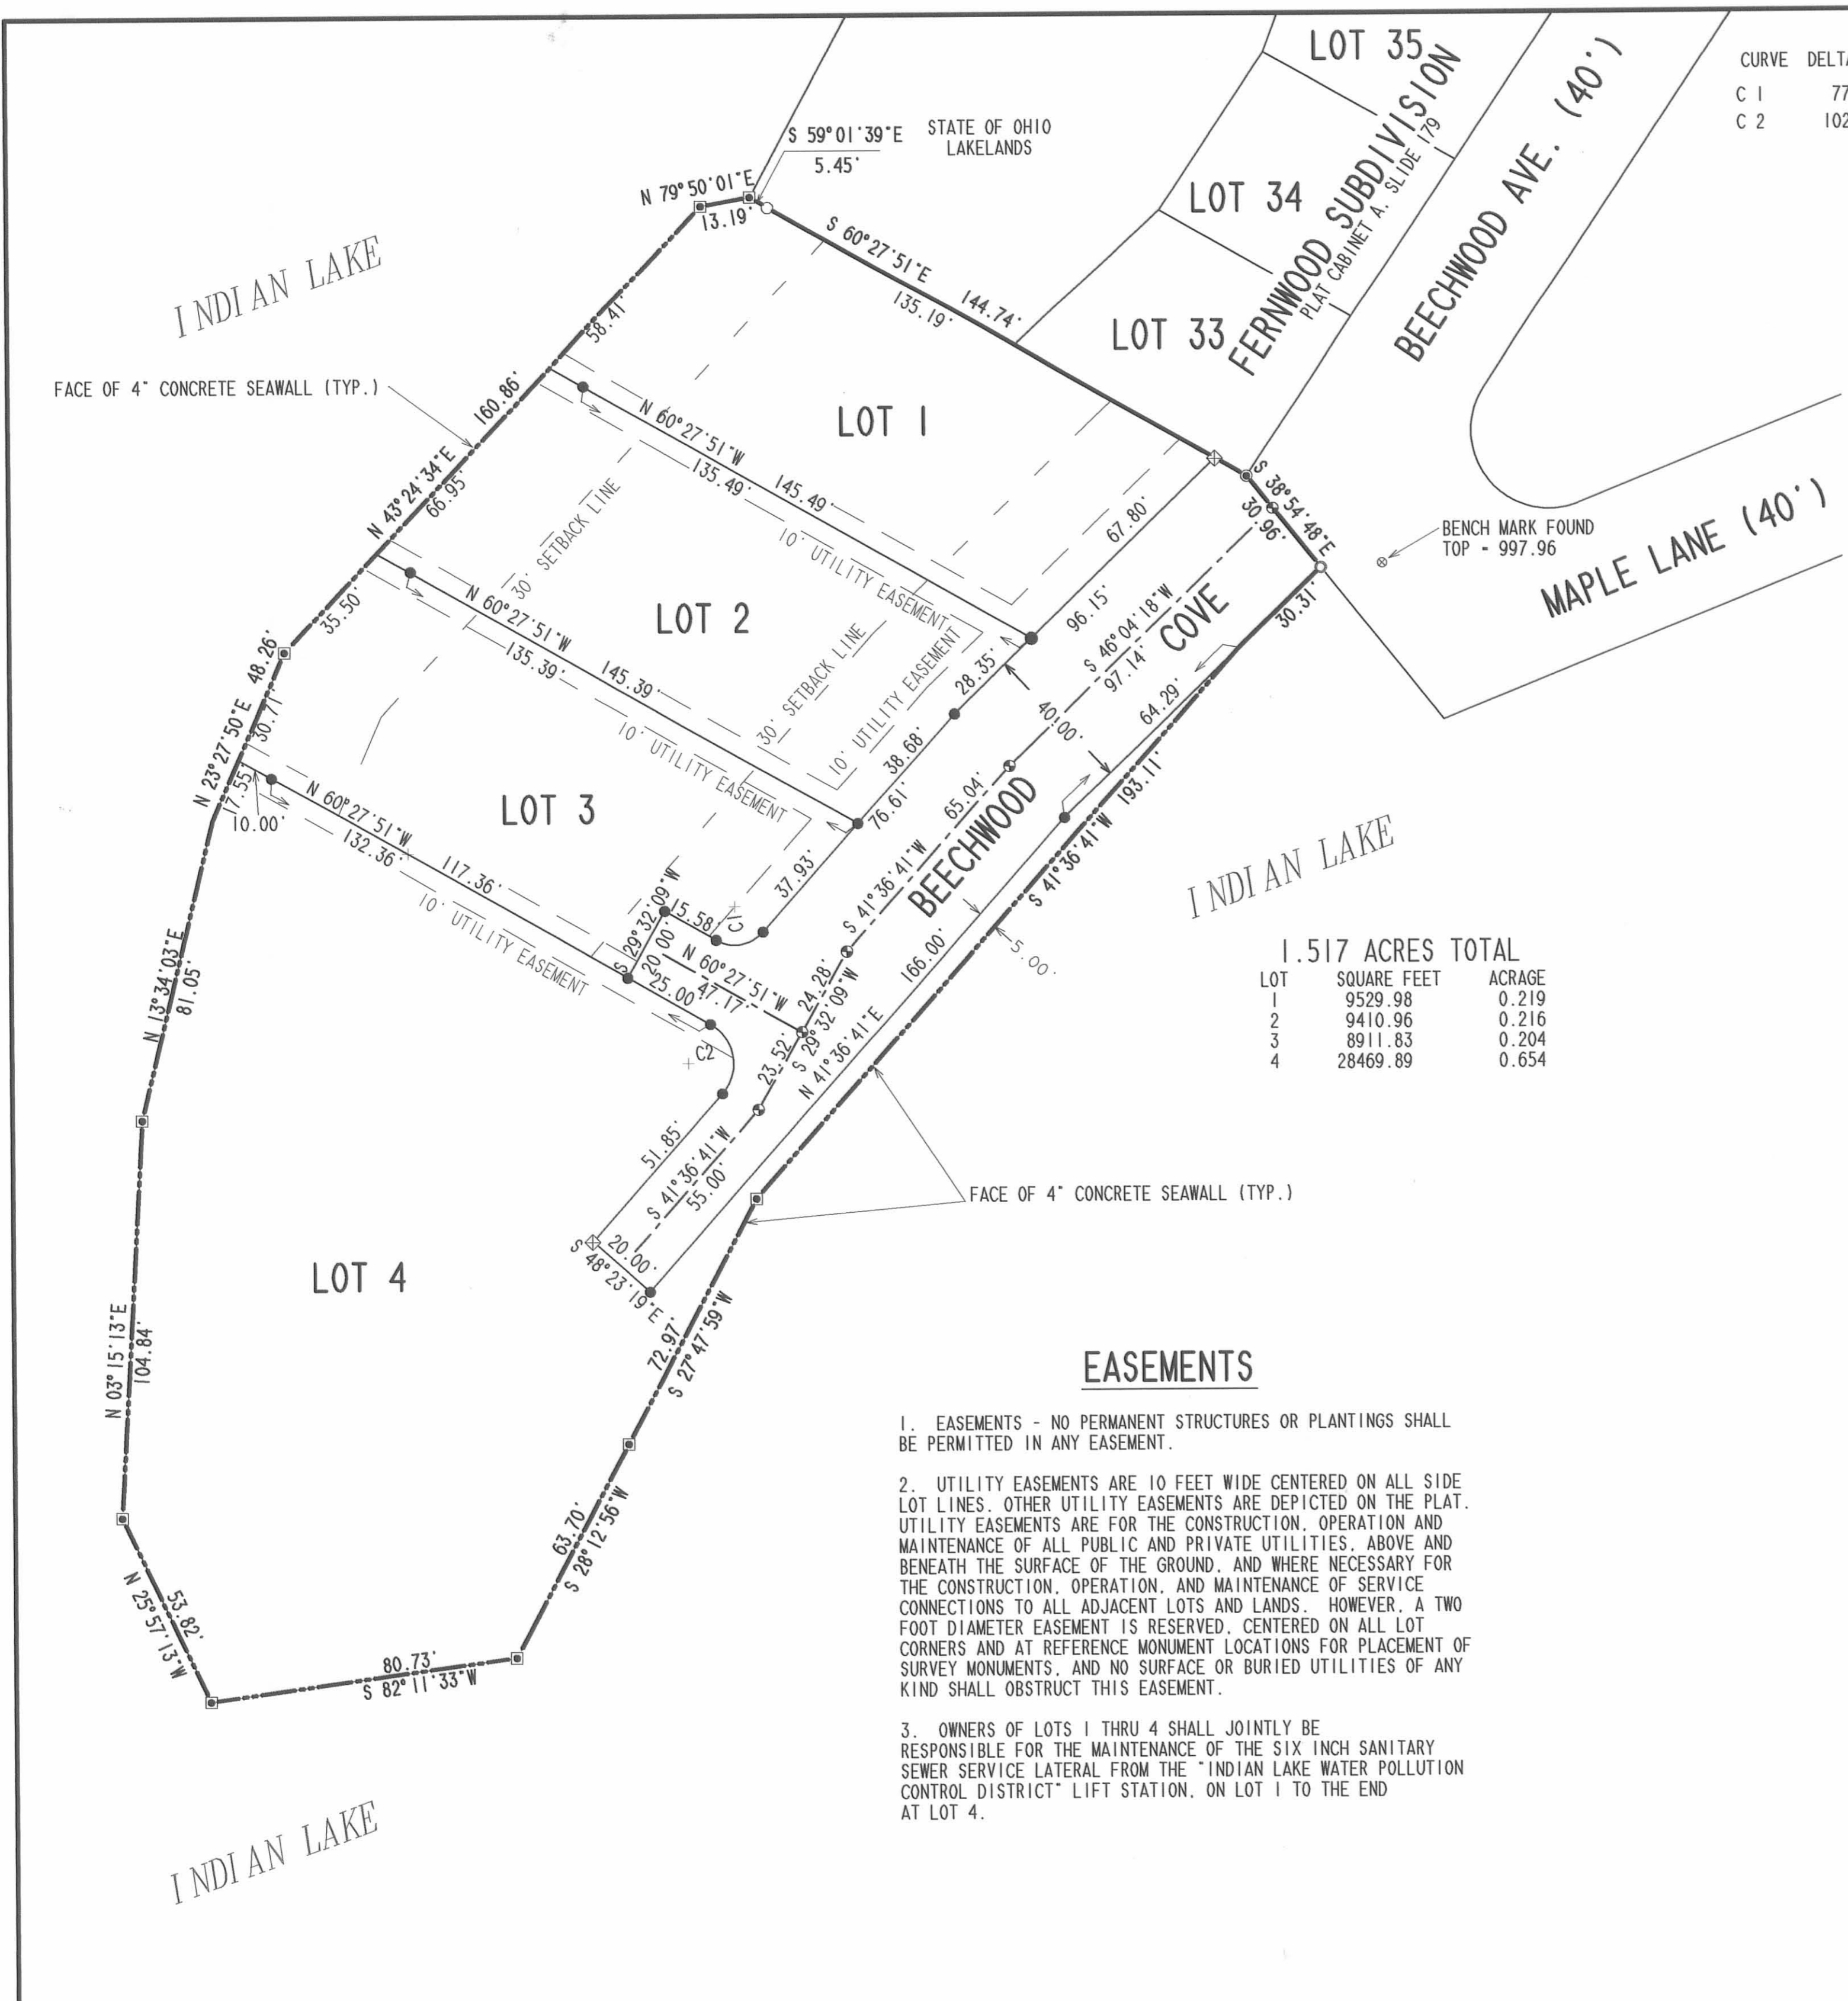 LOT 35
CURVE DELTA
C 1 77
C 2 102
FERNWOOD SUBDIVISION
PLAT CABINET A, SLIDE 179
BEECHWOOD AVE. (40')
S 59°01'39"E
5.45'
STATE OF OHIO
LAKELANDS
N 79°50'01"E
13.19'
LOT 34
S 60°27'51"E
135.19'
144.74'
INDIAN LAKE
58.41'
LOT 33
FACE OF 4" CONCRETE SEAWALL (TYP.)
160.86'
LOT 1
N 60°27'51"W
135.49'
145.49'
10' UTILITY EASEMENT
N 43°24'34"E
66.95'
30' SETBACK LINE
S 38°54'48"E
30.96'
67.80'
BENCH MARK FOUND
TOP - 997.96
MAPLE LANE (40')
35.50'
N 60°27'51"W
135.39'
145.39'
LOT 2
10' UTILITY EASEMENT
30' SETBACK LINE
10' UTILITY EASEMENT
96.15'
S 46°04'18"W
97.14'
COVE
30.31'
28.35'
40.00'
64.29'
48.26'
N 23°27'50"E
30.71'
17.55'
10.00'
38.68'
76.61'
65.04'
BEECHWOOD
193.11'
S 41°36'41"W
N 60°27'51"W
132.36'
117.36'
LOT 3
10' UTILITY EASEMENT
37.93'
S 41°36'41"W
INDIAN LAKE
S 29°32'09"W
20.00'
15.58'
C1
N 60°27'51"W
47.17'
25.00'
24.28'
S 29°32'09"W
166.00'
5.00'
N 13°34'03"E
81.05'
C2
23.52'
N 41°36'41"E
1.517 ACRES TOTAL
LOT SQUARE FEET ACRAGE
1 9529.98 0.219
2 9410.96 0.216
3 8911.83 0.204
4 28469.89 0.654
51.85'
S 41°36'41"W
55.00'
FACE OF 4" CONCRETE SEAWALL (TYP.)
20.00'
S 48°23'19"E
LOT 4
N 03°15'13"E
104.84'
72.97'
S 27°47'59"W
63.70'
S 28°12'56"W
53.82'
N 25°57'13"W
80.73'
S 82°11'33"W
INDIAN LAKE
EASEMENTS
1. EASEMENTS - NO PERMANENT STRUCTURES OR PLANTINGS SHALL
BE PERMITTED IN ANY EASEMENT.
2. UTILITY EASEMENTS ARE 10 FEET WIDE CENTERED ON ALL SIDE
LOT LINES. OTHER UTILITY EASEMENTS ARE DEPICTED ON THE PLAT.
UTILITY EASEMENTS ARE FOR THE CONSTRUCTION, OPERATION AND
MAINTENANCE OF ALL PUBLIC AND PRIVATE UTILITIES, ABOVE AND
BENEATH THE SURFACE OF THE GROUND, AND WHERE NECESSARY FOR
THE CONSTRUCTION, OPERATION, AND MAINTENANCE OF SERVICE
CONNECTIONS TO ALL ADJACENT LOTS AND LANDS. HOWEVER, A TWO
FOOT DIAMETER EASEMENT IS RESERVED, CENTERED ON ALL LOT
CORNERS AND AT REFERENCE MONUMENT LOCATIONS FOR PLACEMENT OF
SURVEY MONUMENTS, AND NO SURFACE OR BURIED UTILITIES OF ANY
KIND SHALL OBSTRUCT THIS EASEMENT.
3. OWNERS OF LOTS 1 THRU 4 SHALL JOINTLY BE
RESPONSIBLE FOR THE MAINTENANCE OF THE SIX INCH SANITARY
SEWER SERVICE LATERAL FROM THE "INDIAN LAKE WATER POLLUTION
CONTROL DISTRICT" LIFT STATION, ON LOT 1 TO THE END
AT LOT 4.